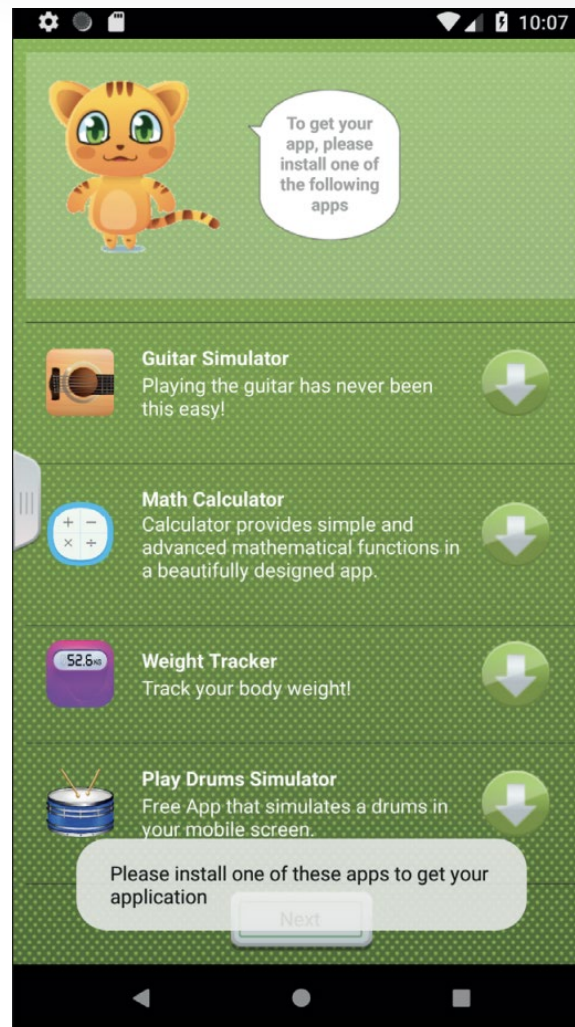 10:07
To get your
app, please
install one of
the following
apps
Guitar Simulator
Playing the guitar has never been
this easy!
+ −
× ÷
Math Calculator
Calculator provides simple and
advanced mathematical functions in
a beautifully designed app.
52.6 KG
Weight Tracker
Track your body weight!
Play Drums Simulator
Free App that simulates a drums in
your mobile screen.
Please install one of these apps to get your
application
Next